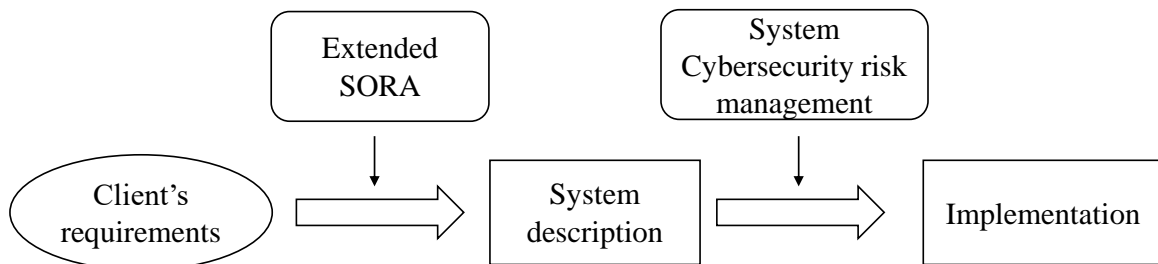 Extended
SORA
System
Cybersecurity risk
management
Client's
requirements
System
description
Implementation